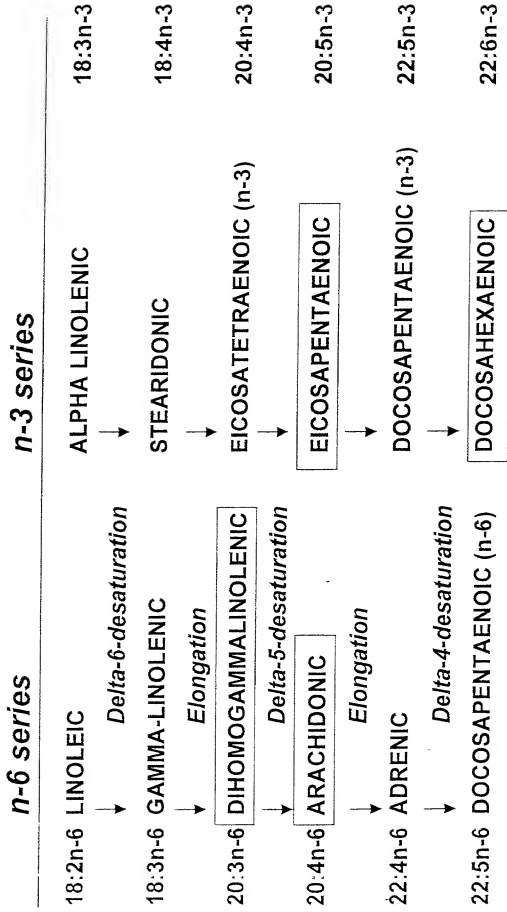 n-6 series n-3 series
18:2n-6 LINOLEIC ALPHA LINOLENIC 18:3n-3
Delta-6-desaturation
18:3n-6 GAMMA-LINOLENIC STEARIDONIC 18:4n-3
Elongation
20:3n-6 DIHOMOGAMMALINOLENIC EICOSATETRAENOIC (n-3) 20:4n-3
Delta-5-desaturation
20:4n-6 ARACHIDONIC EICOSAPENTAENOIC 20:5n-3
Elongation
22:4n-6 ADRENIC DOCOSAPENTAENOIC (n-3) 22:5n-3
Delta-4-desaturation
22:5n-6 DOCOSAPENTAENOIC (n-6) DOCOSAHEXAENOIC 22:6n-3